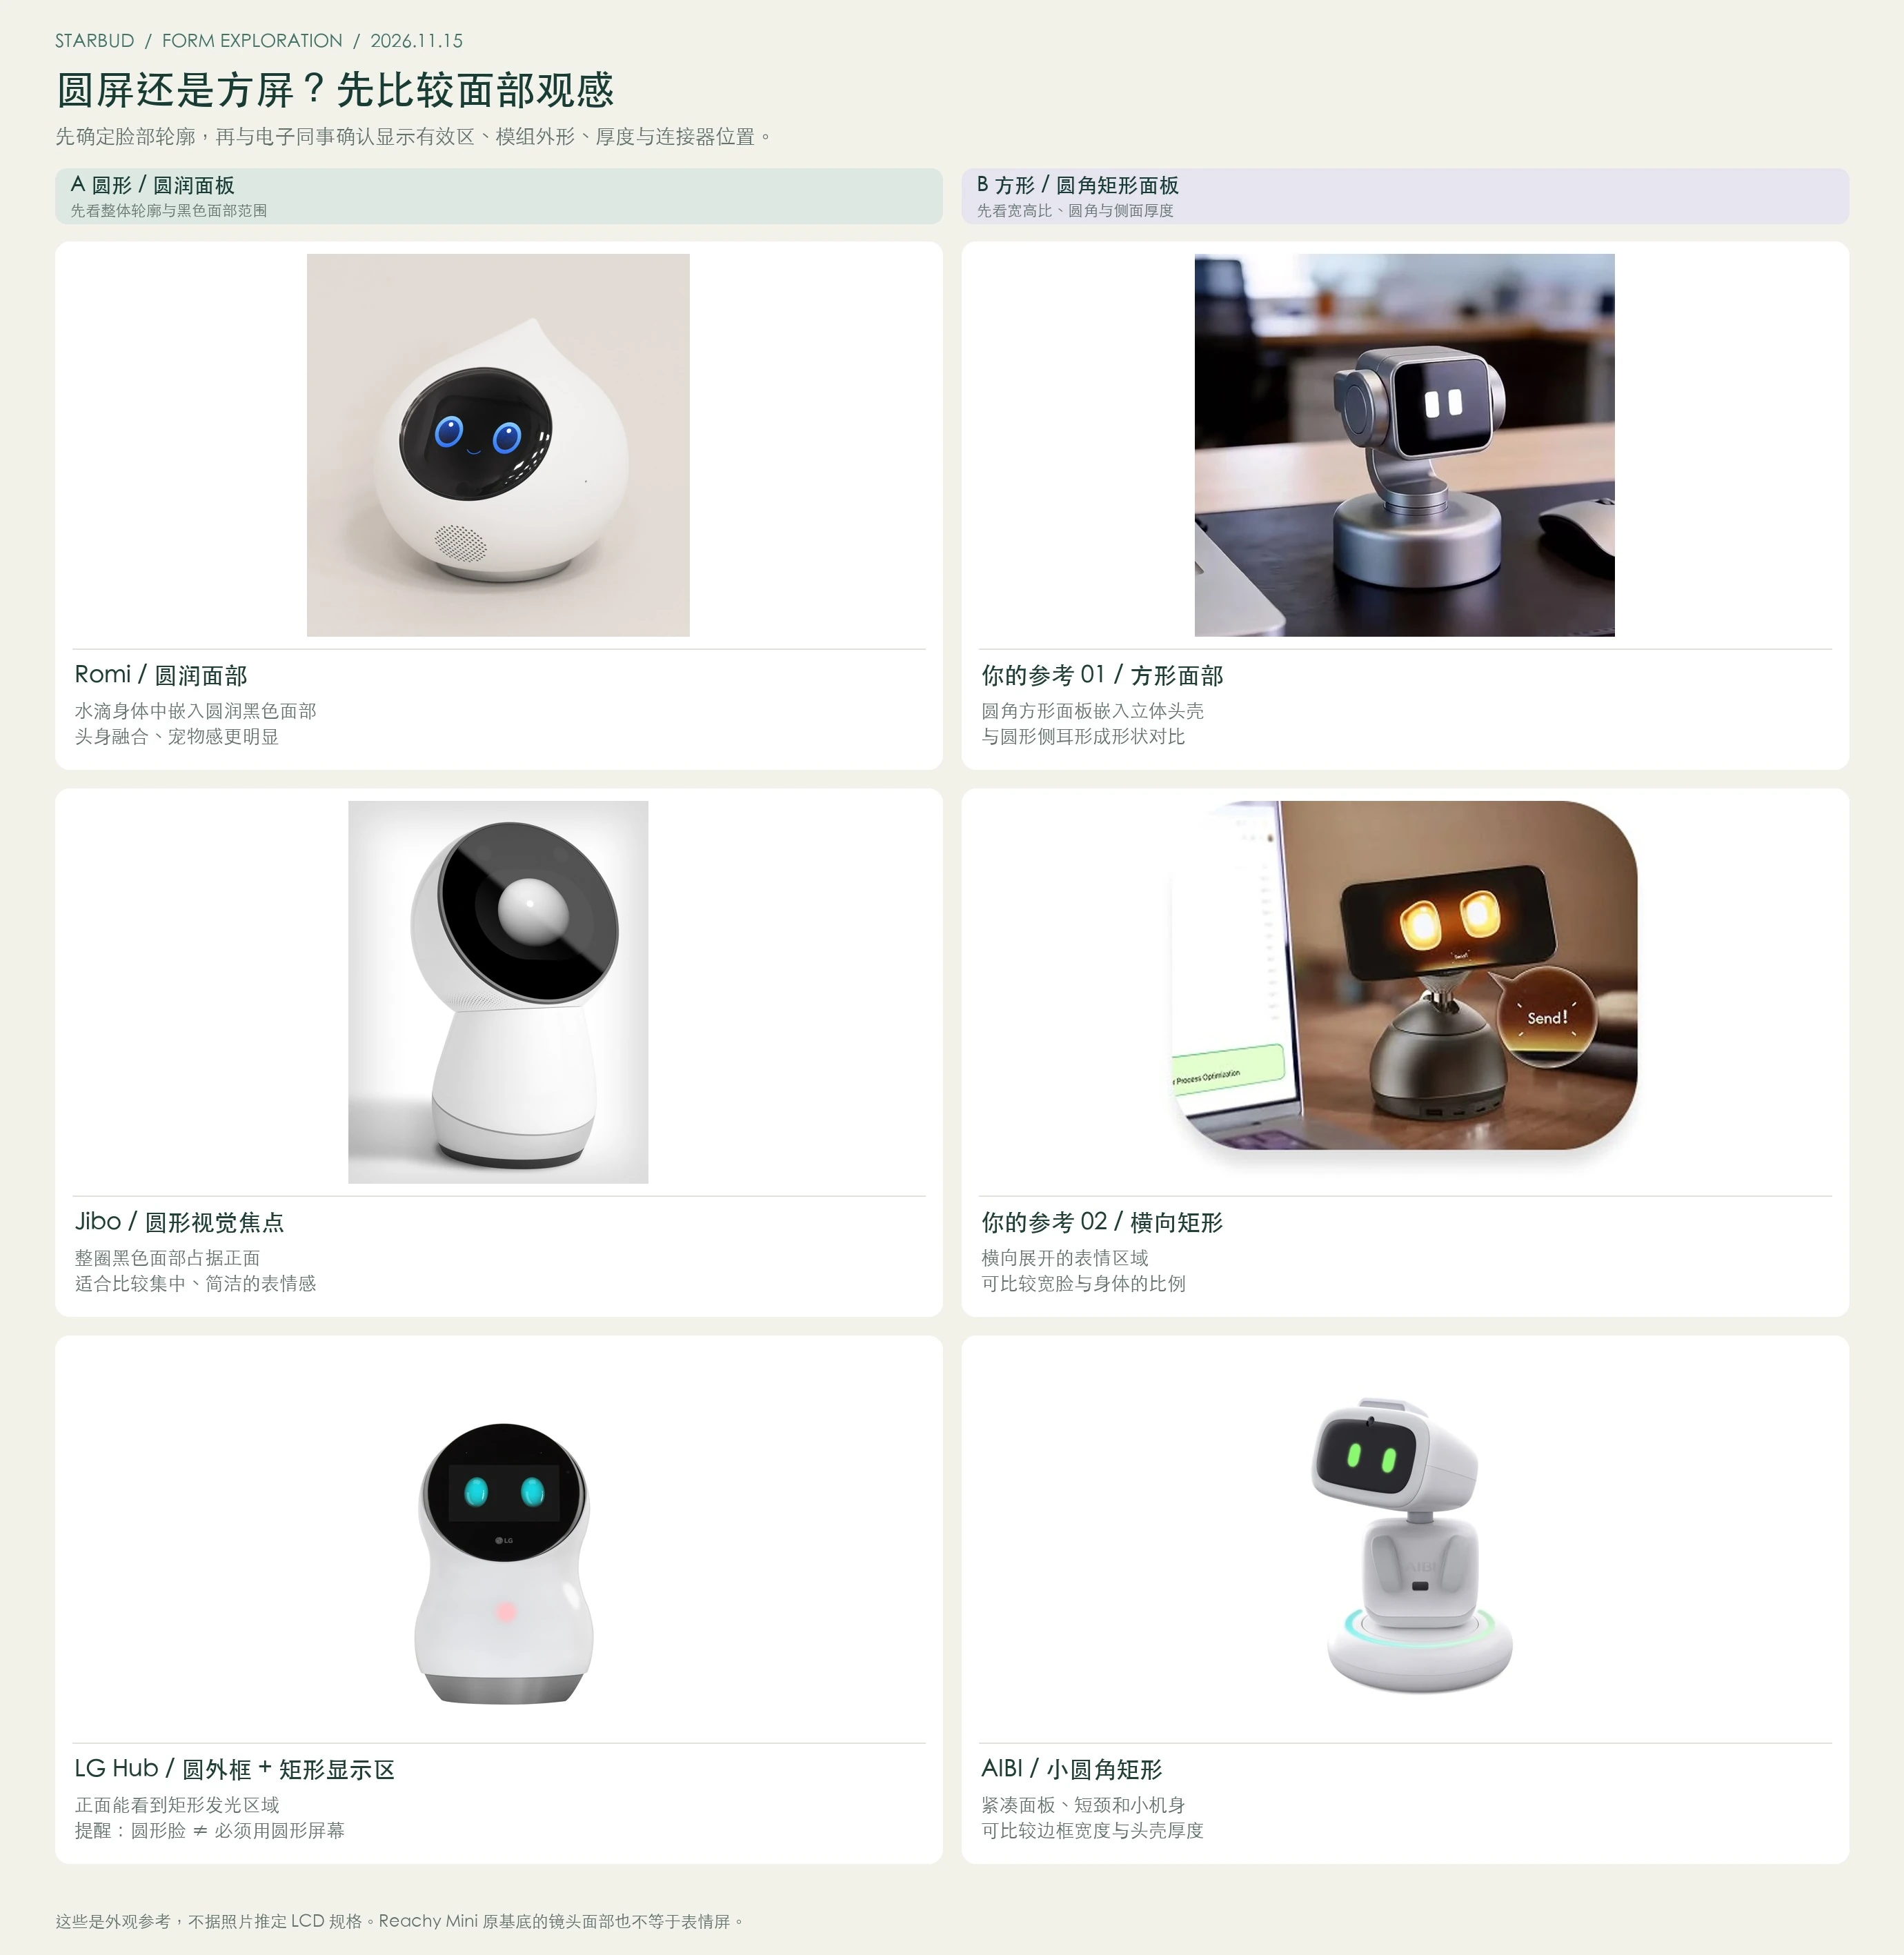 STARBUD / FORM EXPLORATION / 2026.11.15
圆屏还是方屏？先比较面部观感
先确定脸部轮廓，再与电子同事确认显示有效区、模组外形、厚度与连接器位置。
A 圆形 / 圆润面板
先看整体轮廓与黑色面部范围
B 方形 / 圆角矩形面板
先看宽高比、圆角与侧面厚度
Romi / 圆润面部
水滴身体中嵌入圆润黑色面部
头身融合、宠物感更明显
你的参考 01 / 方形面部
圆角方形面板嵌入立体头壳
与圆形侧耳形成形状对比
Jibo / 圆形视觉焦点
整圈黑色面部占据正面
适合比较集中、简洁的表情感
Send!
Process Optimization
你的参考 02 / 横向矩形
横向展开的表情区域
可比较宽脸与身体的比例
LG
LG Hub / 圆外框 + 矩形显示区
正面能看到矩形发光区域
提醒：圆形脸 ≠ 必须用圆形屏幕
AIBI
AIBI / 小圆角矩形
紧凑面板、短颈和小机身
可比较边框宽度与头壳厚度
这些是外观参考，不据照片推定 LCD 规格。Reachy Mini 原基底的镜头面部也不等于表情屏。